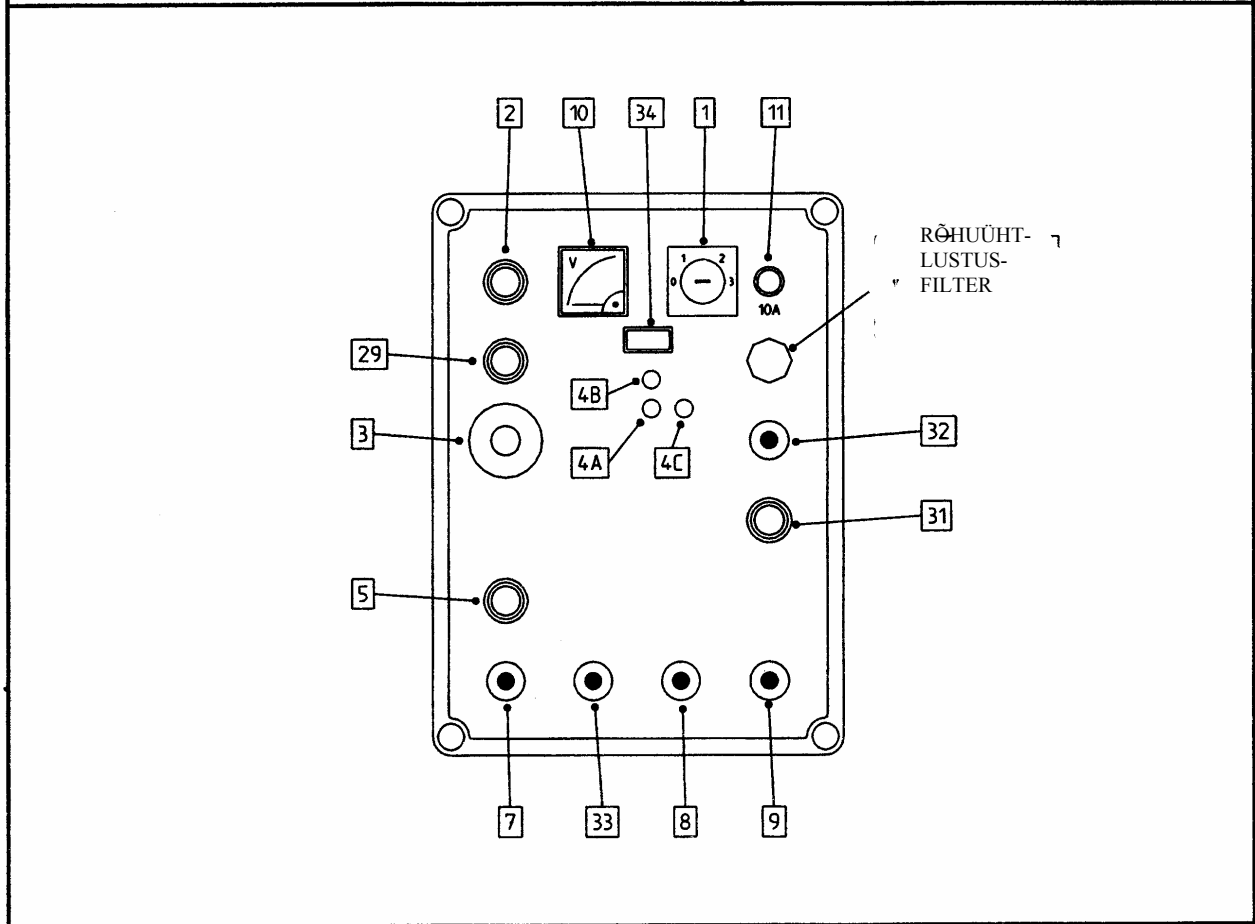 2 10 34 1 11
RÕHUÜHT-
LUSTUS-
FILTER
V
1 2
0 3
10A
29
4B
3
32
4A 4C
31
5
7 33 8 9